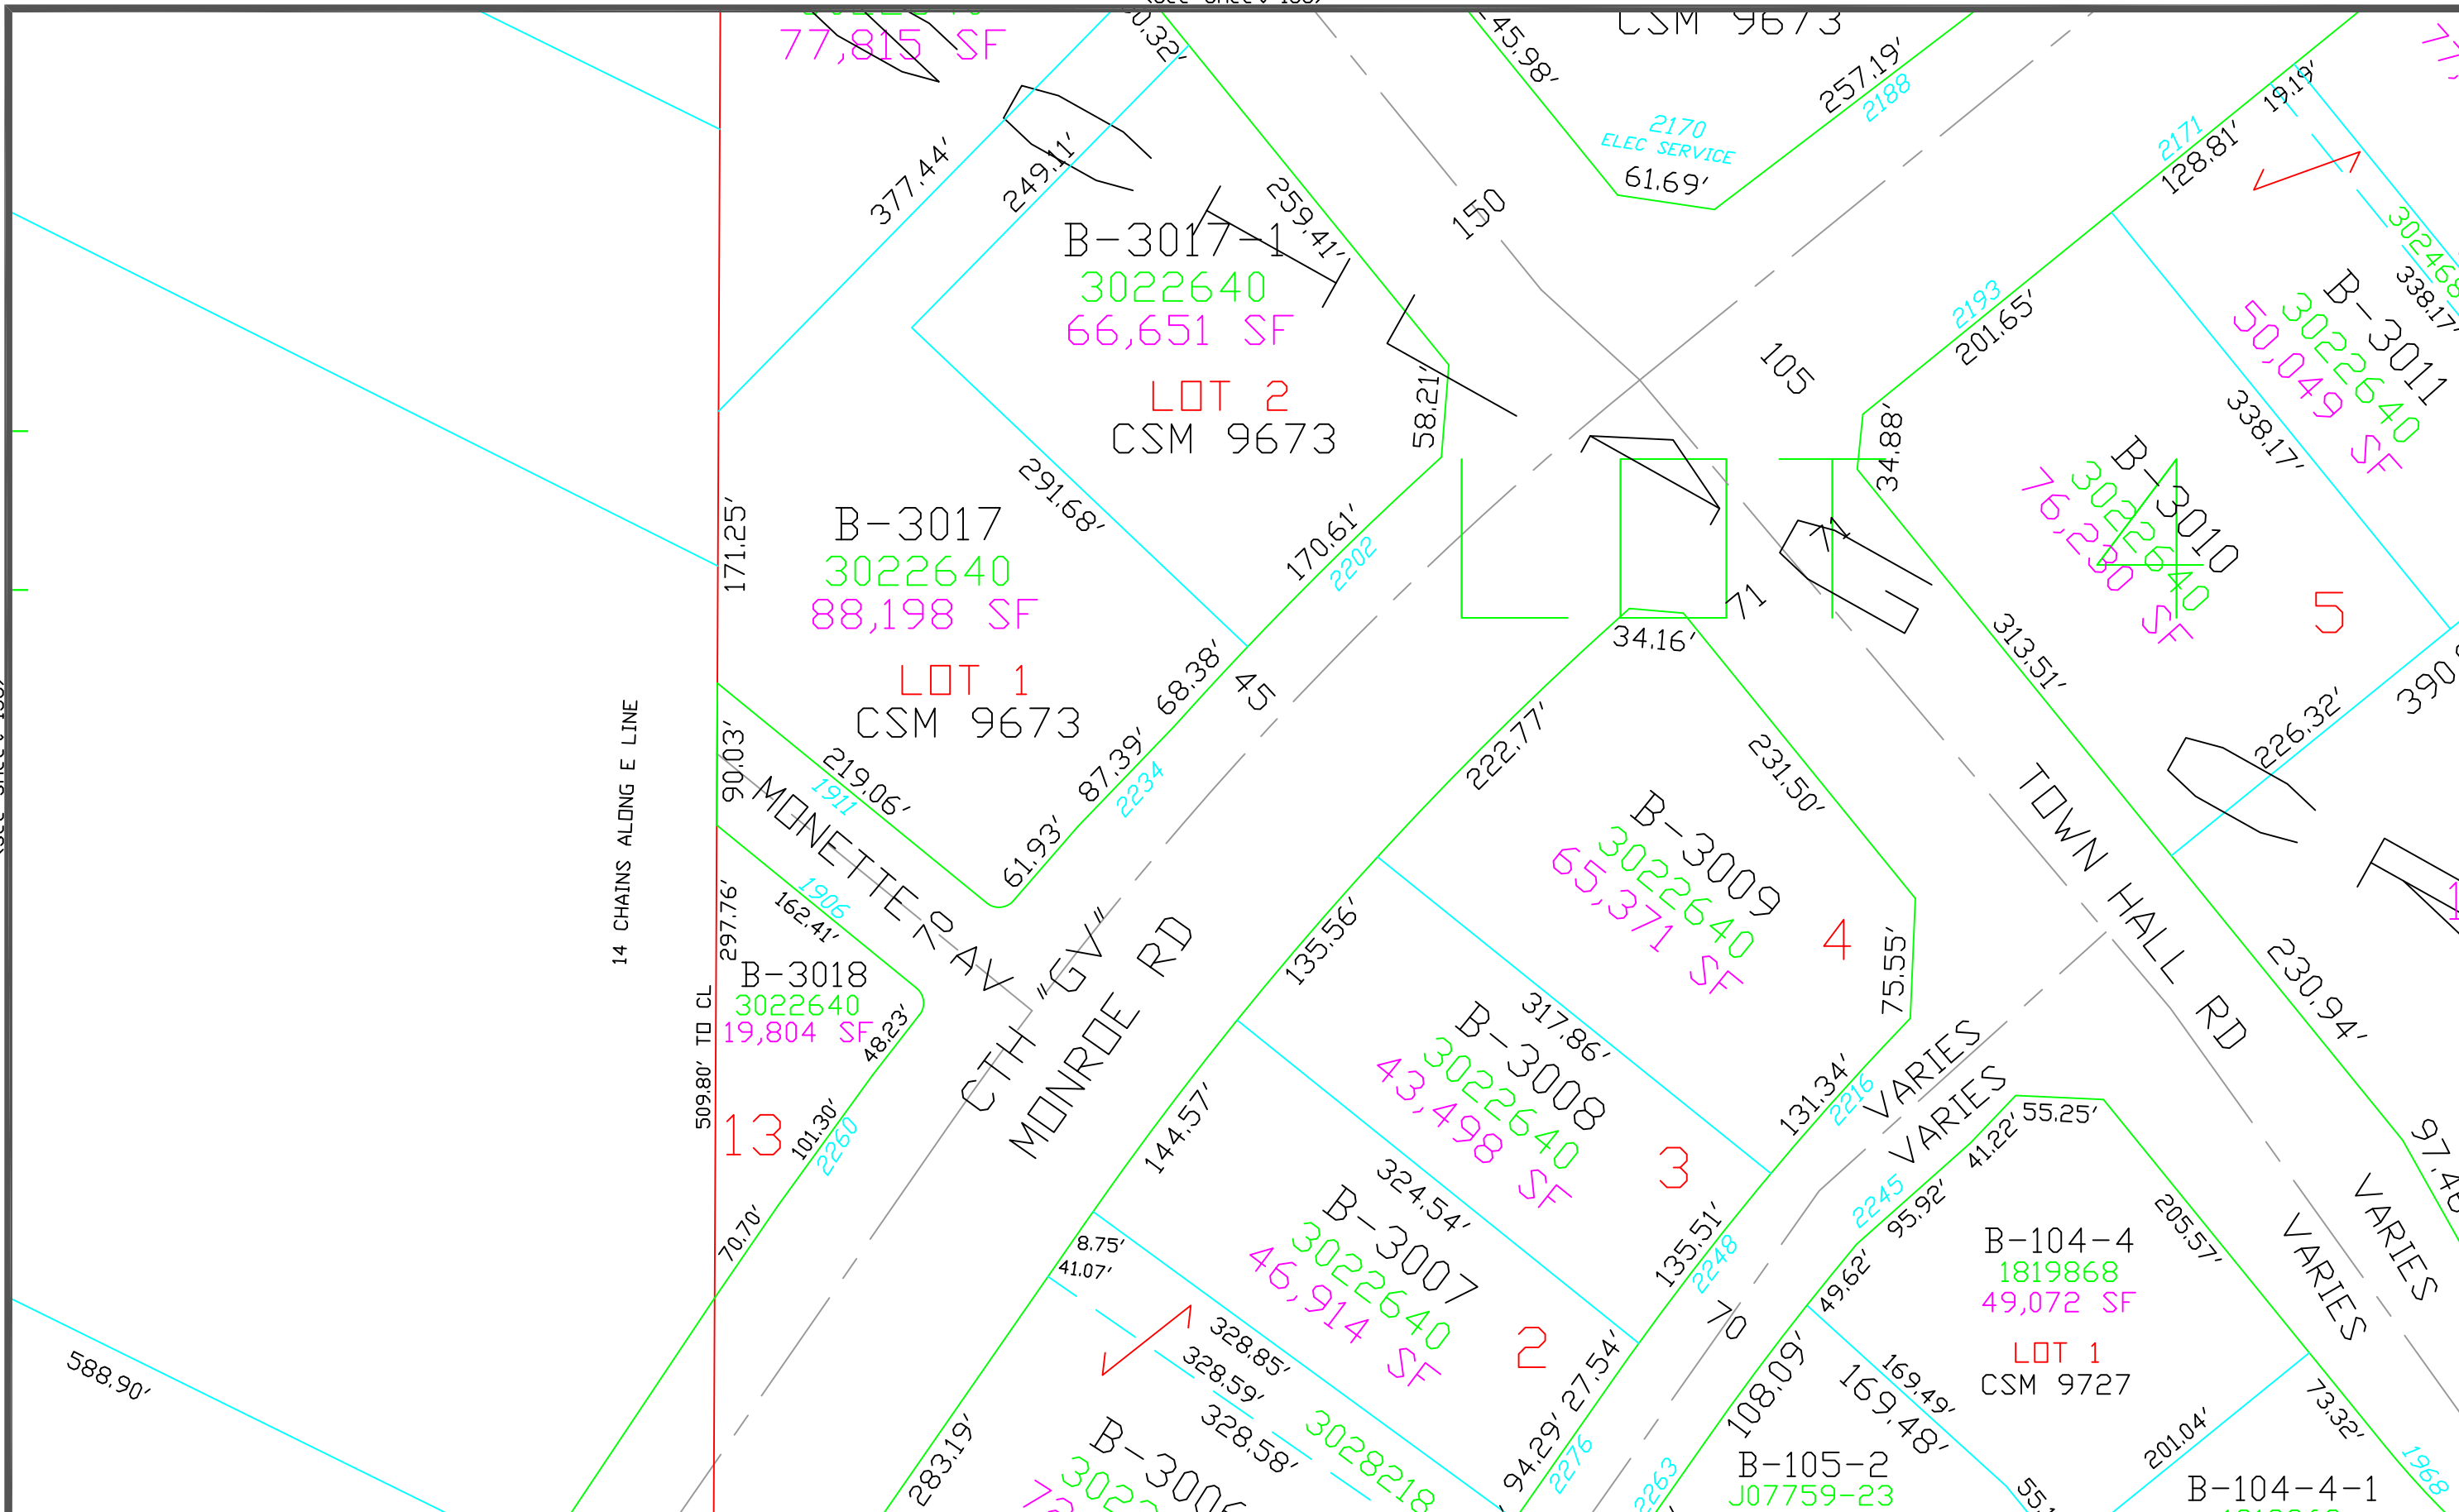 CSM 9673
77,815 SF
45.98'
257.19'
2188
19.19'
2171
128.81'
2170
ELEC SERVICE
61.69'
377.44'
249.11'
259.41'
150
B-3017-1
3022640
66,651 SF
LOT 2
CSM 9673
58.21'
105
2193
201.65'
34.88'
338.17'
B-3011
3022640
50,049 SF
338.17'
B-3010
3022640
76,230 SF
5
LOT 4
291.68'
170.61'
2202
171.25'
B-3017
3022640
88,198 SF
LOT 1
CSM 9673
68.38'
45
71
34.16'
313.51'
226.32'
90.03'
219.06'
1911
87.39'
2234
61.93'
222.77'
231.50'
TOWN HALL RD
14 CHAINS ALONG E LINE
MONETTE AV
70
1906
162.41'
297.76'
B-3018
3022640
19,804 SF
48.23'
"GV"
CTH
MONROE RD
509.80' TO CL
13
101.30'
2260
70.70'
135.56'
B-3009
3022640
65,371 SF
4
75.55'
230.94'
317.86'
B-3008
3022640
43,498 SF
3
131.34'
2216
VARIES
VARIES
144.57'
324.54'
B-3007
3022640
46,914 SF
2
135.51'
2248
70
8.75'
41.07'
328.85'
328.59'
328.58'
3028218
283.19'
B-3006
27.54'
94.29'
2276
2263
41.22'
55.25'
2245
95.92'
49.62'
108.09'
B-104-4
1819868
49,072 SF
LOT 1
CSM 9727
205.57'
VARIES
VARIES
169.49'
169.48'
73.32'
201.04'
1968
B-105-2
J07759-23
B-104-4-1
588.90'